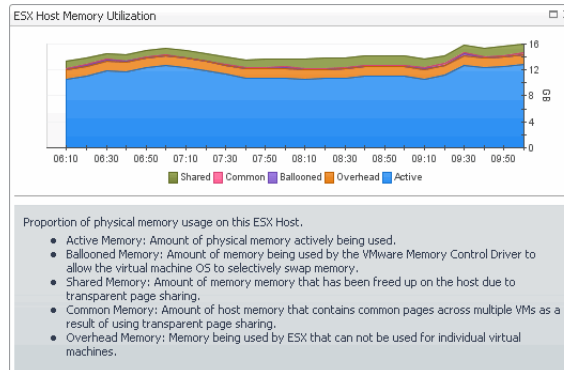 ESX Host Memory Utilization
16
12
8
4
0
GB
06:10 06:30 06:50 07:10 07:30 07:50 08:10 08:30 08:50 09:10 09:30 09:50
Shared Common Ballooned Overhead Active
Proportion of physical memory usage on this ESX Host.
Active Memory: Amount of physical memory actively being used.
Ballooned Memory: Amount of memory being used by the VMware Memory Control Driver to
allow the virtual machine OS to selectively swap memory.
Shared Memory: Amount of memory memory that has been freed up on the host due to
transparent page sharing.
Common Memory: Amount of host memory that contains common pages across multiple VMs as a
result of using transparent page sharing.
Overhead Memory: Memory being used by ESX that can not be used for individual virtual
machines.